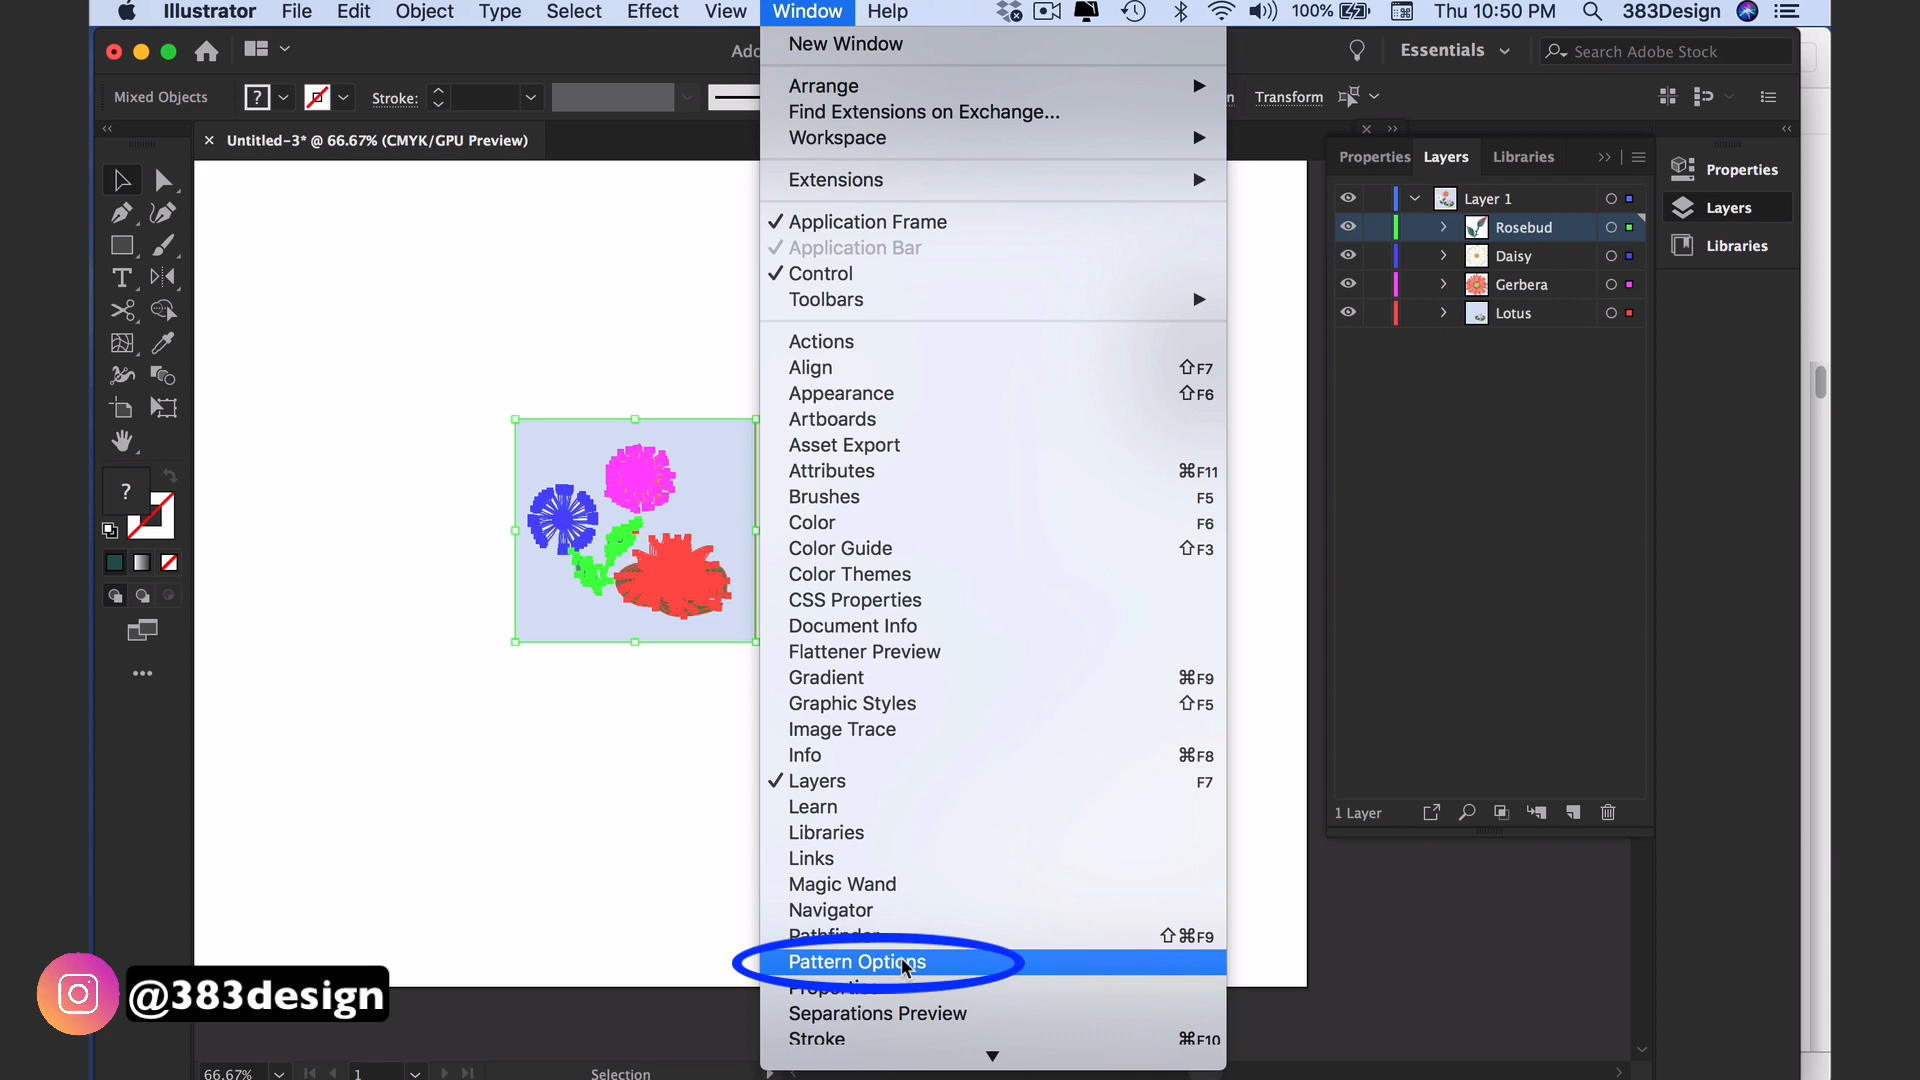 Illustrator File Edit Object Type Select Effect View Window Help 100% Thu 10:50 PM 383Design
New Window
Essentials
Search Adobe Stock
Arrange
Mixed Objects
?
Stroke:
Transform
Find Extensions on Exchange...
Workspace
Untitled-3* @ 66.67% (CMYK/GPU Preview)
Properties Layers Libraries
Properties
Layers
Libraries
Layer 1
Rosebud
Daisy
Gerbera
Lotus
Extensions
Application Frame
Application Bar
Control
Toolbars
Actions
Align ⇧F7
Appearance ⇧F6
Artboards
Asset Export
Attributes ⌘F11
Brushes F5
Color F6
Color Guide ⇧F3
Color Themes
CSS Properties
Document Info
Flattener Preview
Gradient ⌘F9
Graphic Styles ⇧F5
Image Trace
Info ⌘F8
Layers F7
Learn
Libraries
Links
Magic Wand
Navigator
Pathfinder ⇧⌘F9
Pattern Options
Properties
Separations Preview
Stroke ⌘F10
?
1 Layer
@383design
66.67%
1
Selection